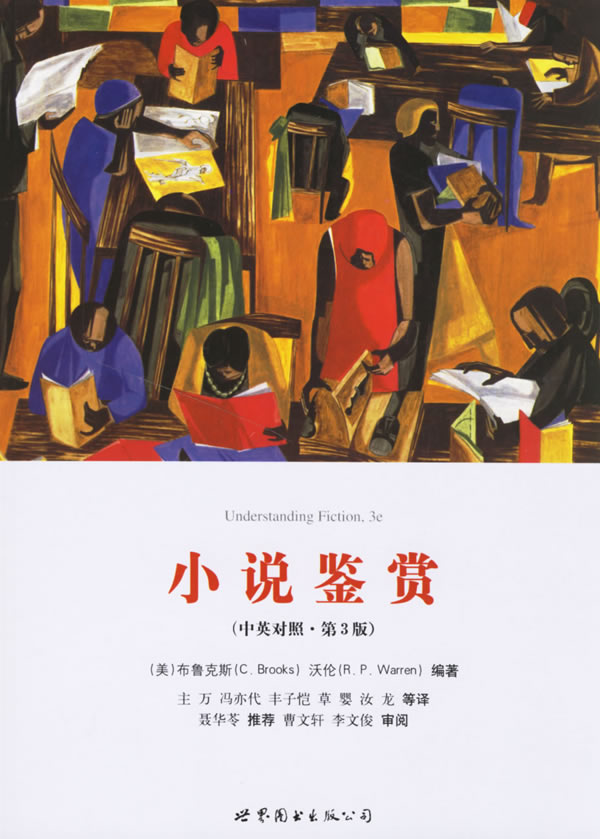 Understanding Fiction, 3e
小说鉴赏
(中英对照·第3版)
(美)布鲁克斯(C. Brooks) 沃伦(R. P. Warren) 编著
主万 冯亦代 丰子恺 草婴 汝龙 等译
聂华苓 推荐 曹文轩 李文俊 审阅
世界图书出版公司